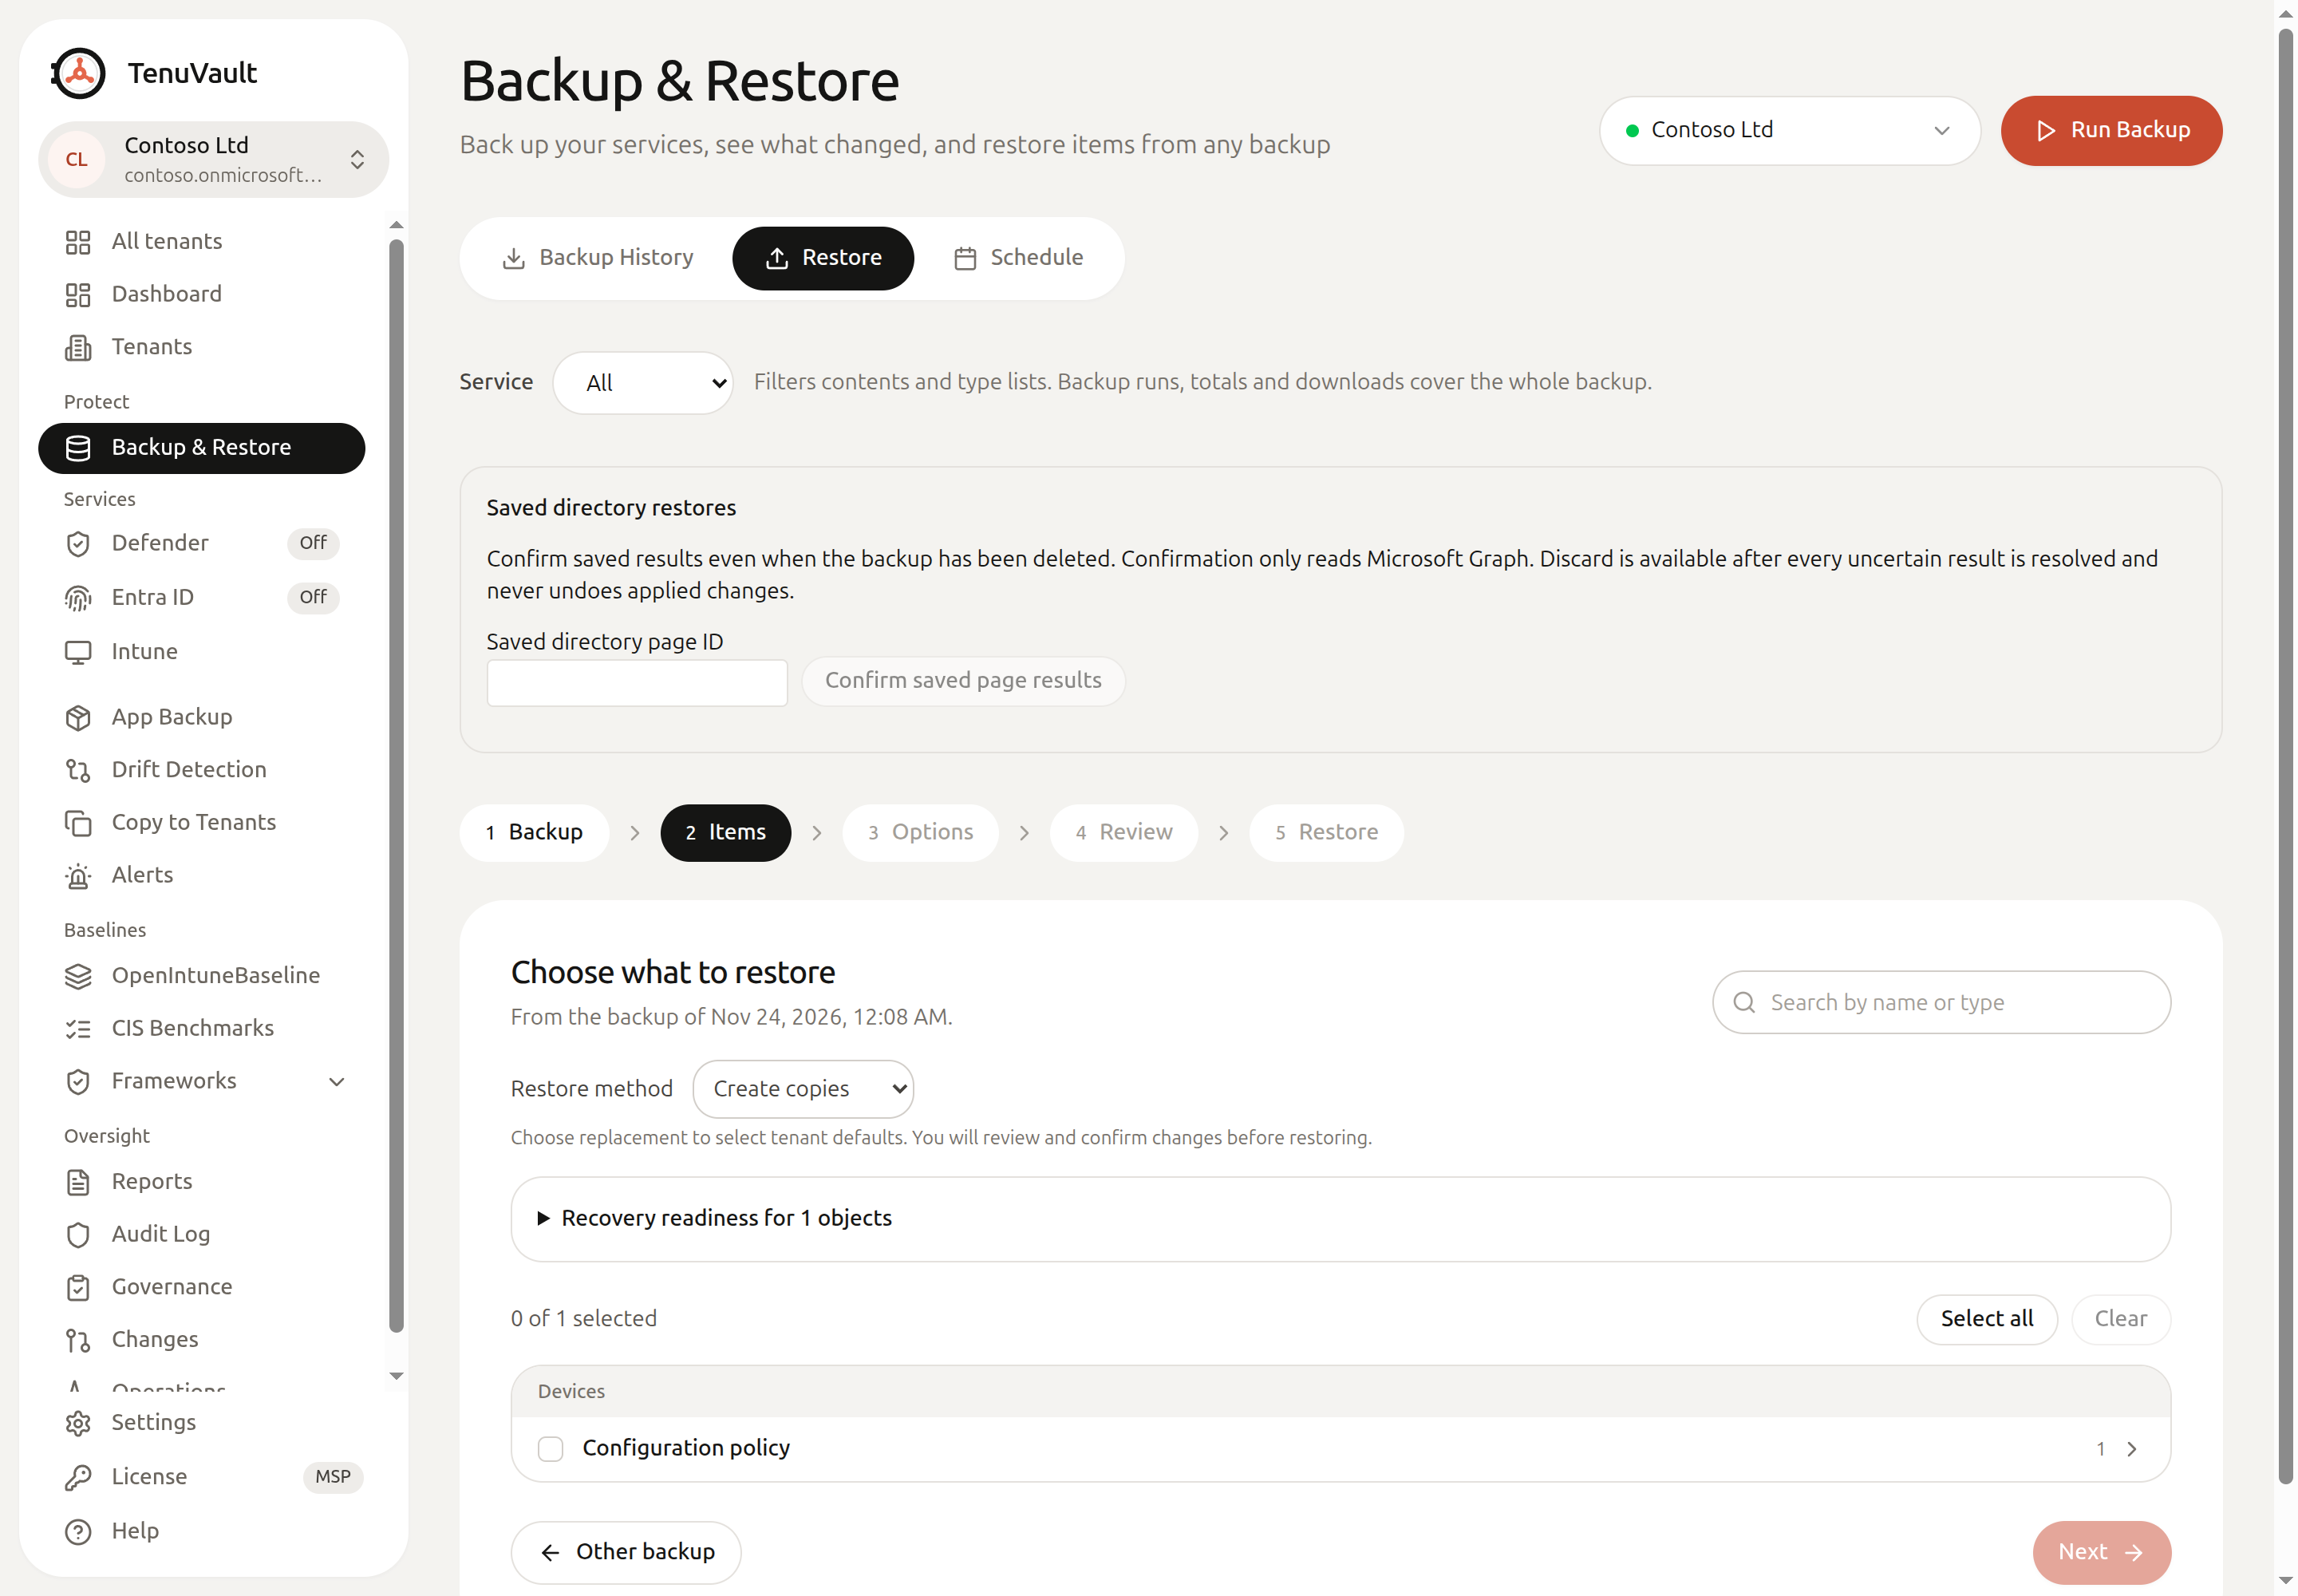 TenuVault
CL
Contoso Ltd
contoso.onmicrosoft...
All tenants
Dashboard
Tenants
Protect
Backup & Restore
Services
Defender Off
Entra ID Off
Intune
App Backup
Drift Detection
Copy to Tenants
Alerts
Baselines
OpenIntuneBaseline
CIS Benchmarks
Frameworks
Oversight
Reports
Audit Log
Governance
Changes
Operations
Settings
License MSP
Help
Backup & Restore
Back up your services, see what changed, and restore items from any backup
Contoso Ltd
Run Backup
Backup History Restore Schedule
Service All Filters contents and type lists. Backup runs, totals and downloads cover the whole backup.
Saved directory restores
Confirm saved results even when the backup has been deleted. Confirmation only reads Microsoft Graph. Discard is available after every uncertain result is resolved and
never undoes applied changes.
Saved directory page ID
Confirm saved page results
1 Backup 2 Items 3 Options 4 Review 5 Restore
Choose what to restore
From the backup of Nov 24, 2026, 12:08 AM.
Search by name or type
Restore method Create copies
Choose replacement to select tenant defaults. You will review and confirm changes before restoring.
Recovery readiness for 1 objects
0 of 1 selected
Select all Clear
Devices
Configuration policy 1
Other backup
Next